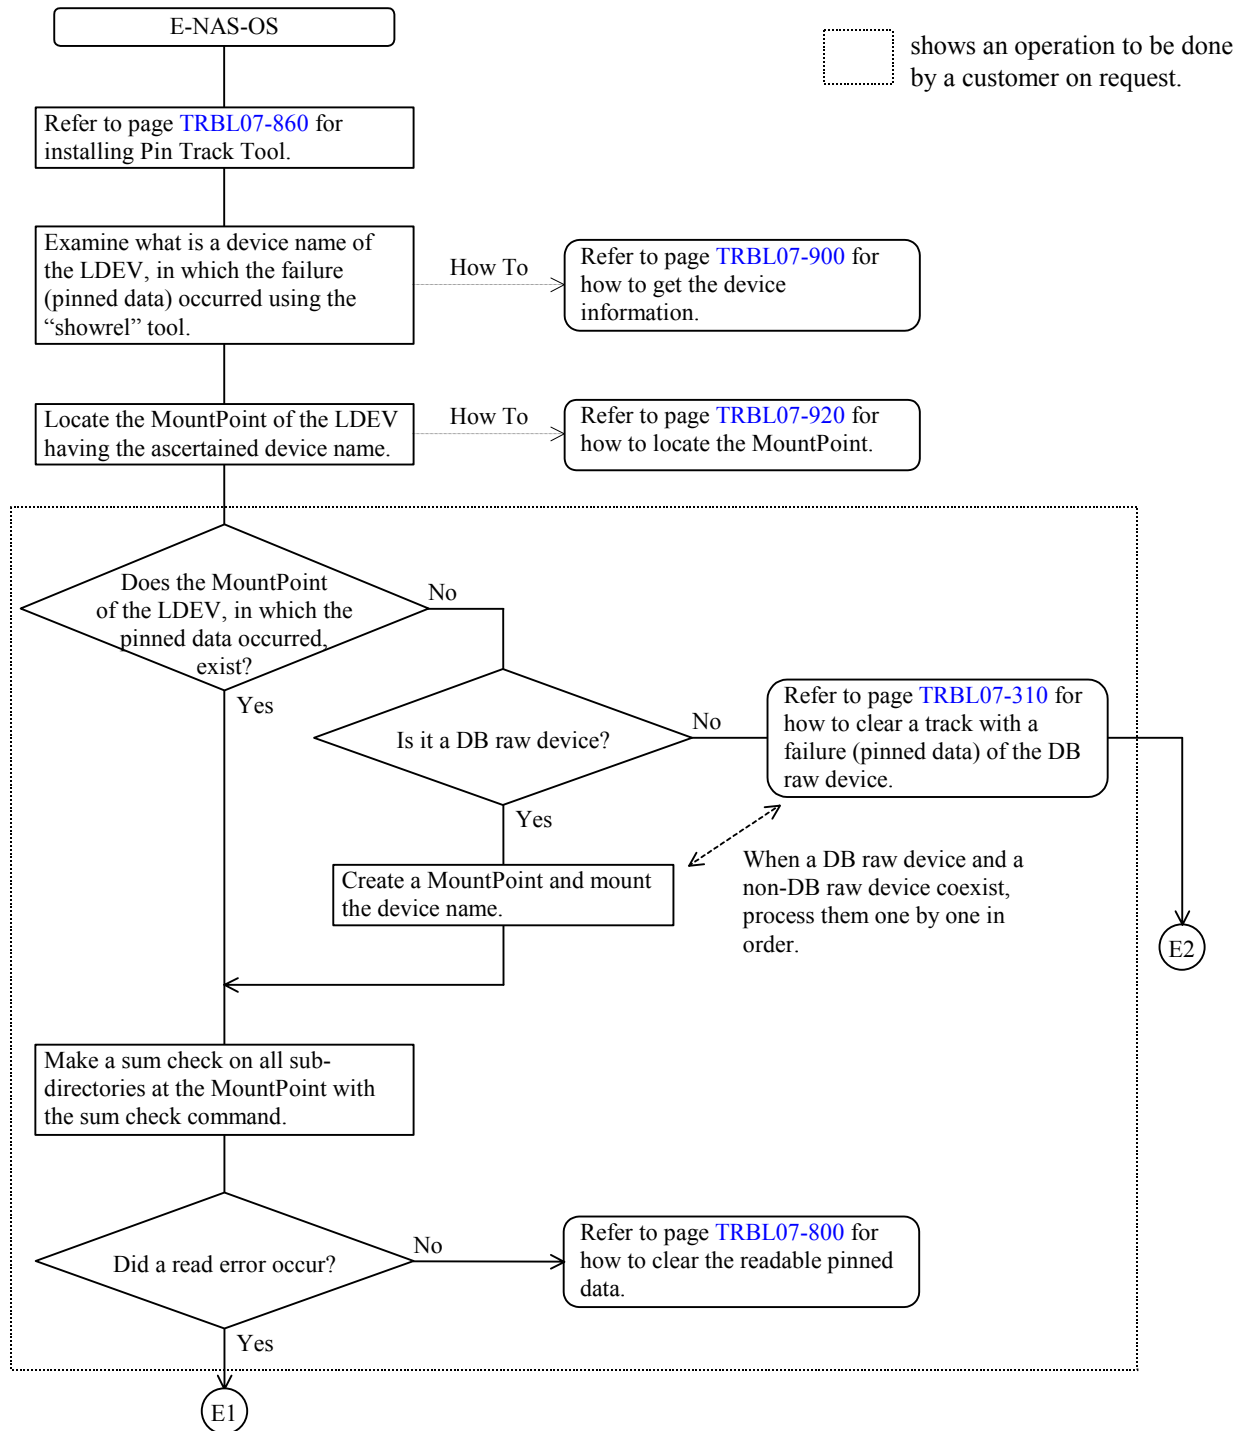 E-NAS-OS
shows an operation to be done
by a customer on request.
Refer to page TRBL07-860 for
installing Pin Track Tool.
Examine what is a device name of
the LDEV, in which the failure
(pinned data) occurred using the
“showrel” tool.
How To
Refer to page TRBL07-900 for
how to get the device
information.
Locate the MountPoint of the LDEV
having the ascertained device name.
How To
Refer to page TRBL07-920 for
how to locate the MountPoint.
Does the MountPoint
of the LDEV, in which the
pinned data occurred,
exist?
No
Yes
Is it a DB raw device?
No
Refer to page TRBL07-310 for
how to clear a track with a
failure (pinned data) of the DB
raw device.
Yes
Create a MountPoint and mount
the device name.
When a DB raw device and a
non-DB raw device coexist,
process them one by one in
order.
E2
Make a sum check on all sub-
directories at the MountPoint with
the sum check command.
Did a read error occur?
No
Refer to page TRBL07-800 for
how to clear the readable pinned
data.
Yes
E1